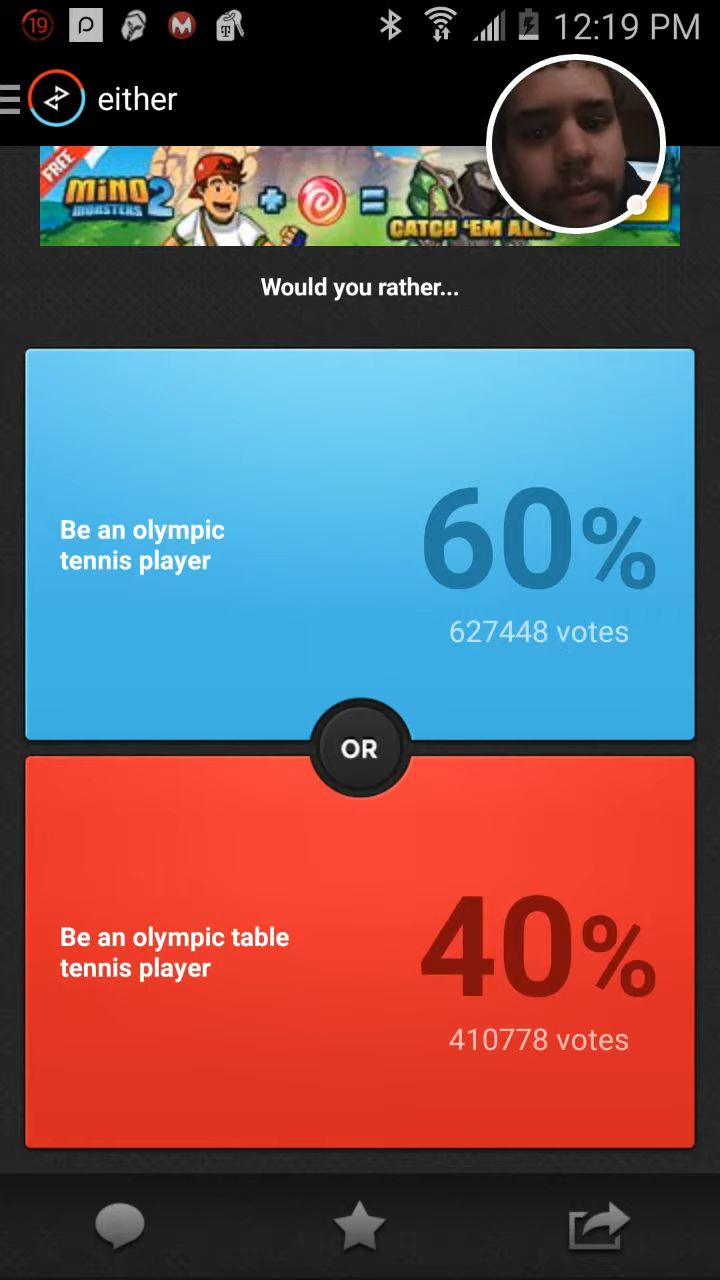 19
12:19 PM
either
FREE
MiND MONSTERS 2
CATCH 'EM ALL!
Would you rather...
Be an olympic
tennis player
60%
627448 votes
OR
Be an olympic table
tennis player
40%
410778 votes